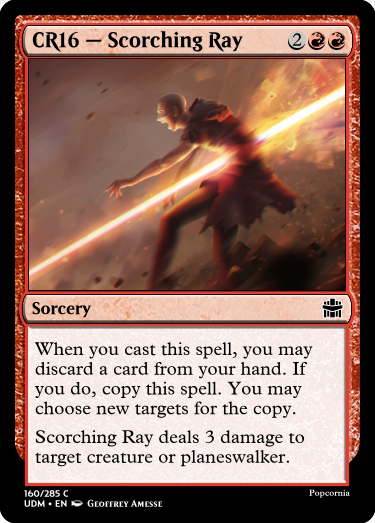 CR16 — Scorching Ray 2
Sorcery
When you cast this spell, you may
discard a card from your hand. If
you do, copy this spell. You may
choose new targets for the copy.
Scorching Ray deals 3 damage to
target creature or planeswalker.
160/285 C Popcornia
UDM • EN Geoffrey Amesse